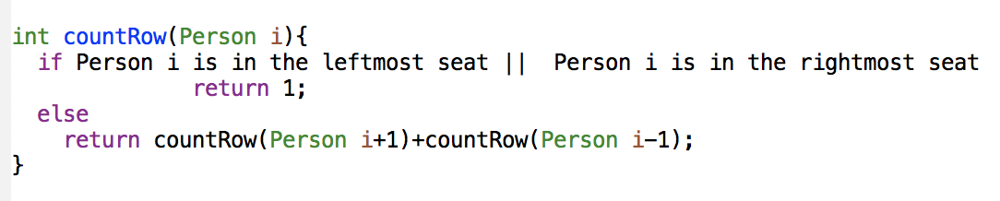 int countRow(Person i){
if Person i is in the leftmost seat || Person i is in the rightmost seat
return 1;
else
return countRow(Person i+1)+countRow(Person i-1);
}